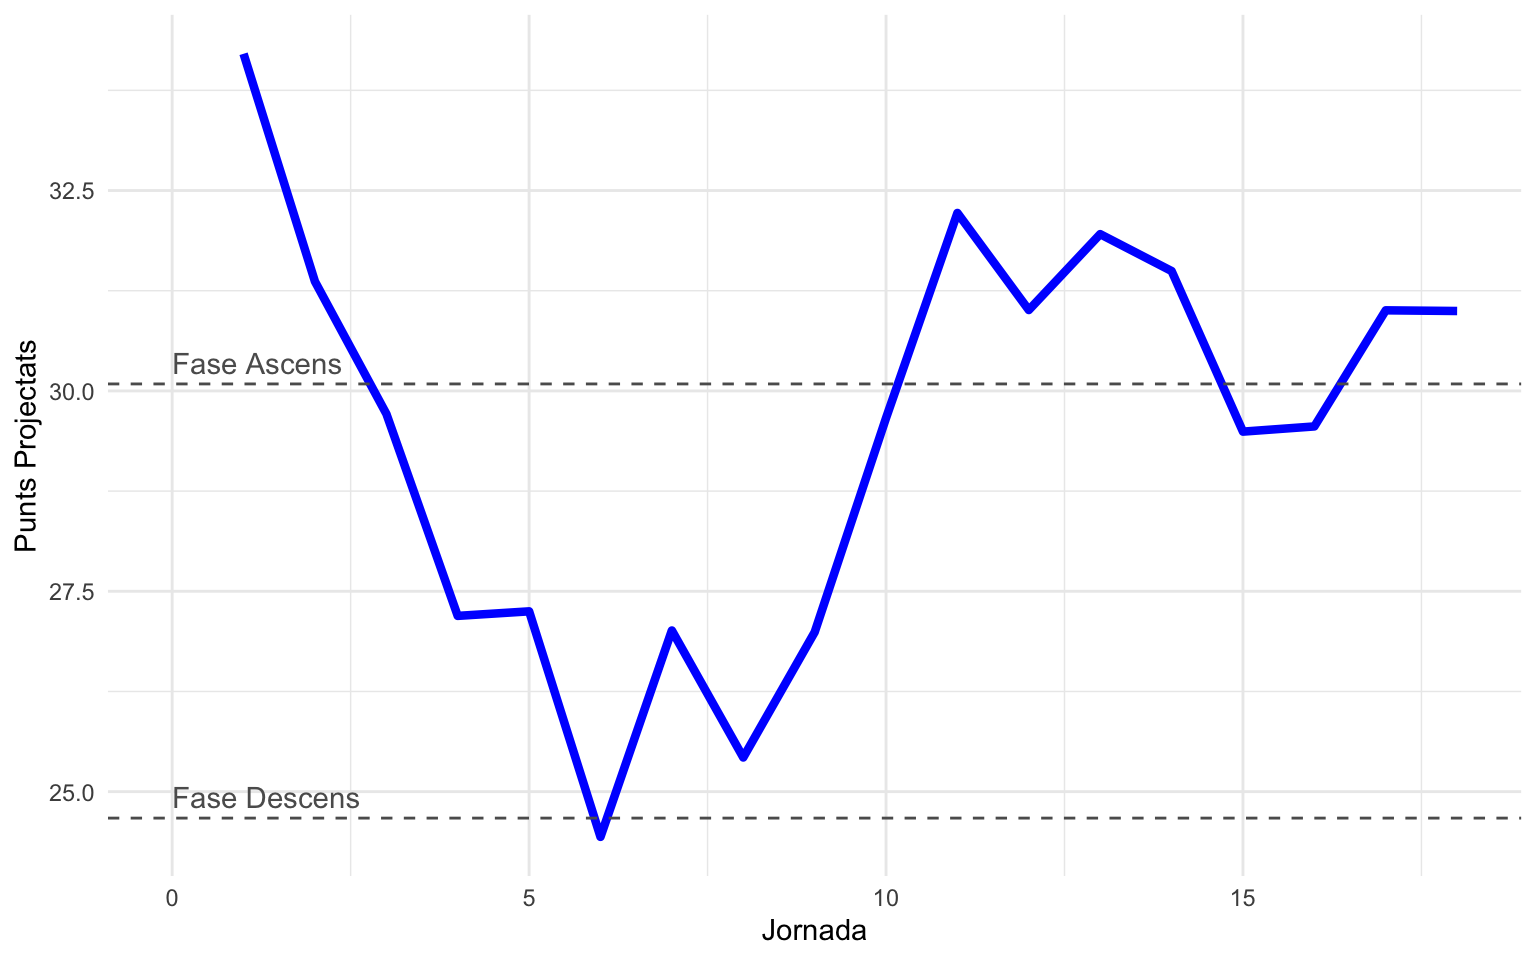 Punts Projectats
32.5
Fase Ascens
30.0
27.5
Fase Descens
25.0
0 5 10 15
Jornada